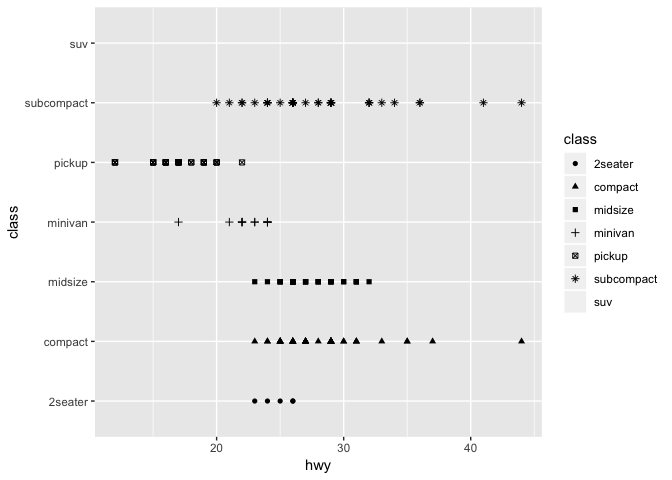 suv
subcompact
pickup
minivan
midsize
compact
2seater
class
20 30 40
hwy
class
2seater
compact
midsize
minivan
pickup
subcompact
suv